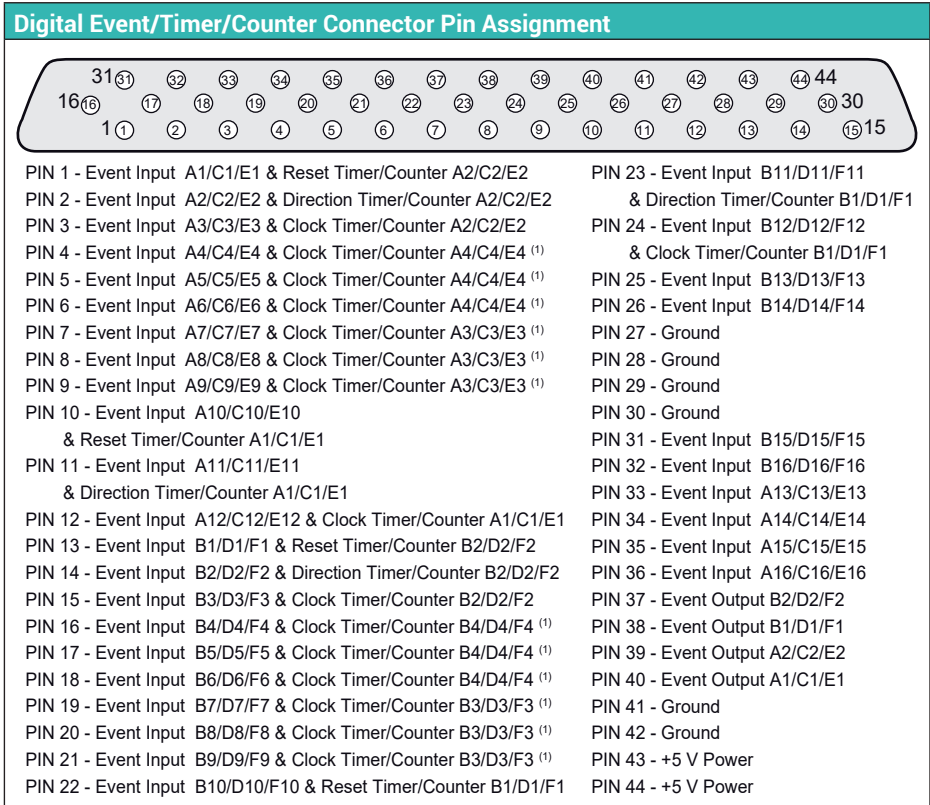 Digital Event/Timer/Counter Connector Pin Assignment
31 31 32 33 34 35 36 37 38 39 40 41 42 43 44 44
16 16 17 18 19 20 21 22 23 24 25 26 27 28 29 30 30
1 1 2 3 4 5 6 7 8 9 10 11 12 13 14 15 15
PIN 1 - Event Input A1/C1/E1 & Reset Timer/Counter A2/C2/E2
PIN 2 - Event Input A2/C2/E2 & Direction Timer/Counter A2/C2/E2
PIN 3 - Event Input A3/C3/E3 & Clock Timer/Counter A2/C2/E2
PIN 4 - Event Input A4/C4/E4 & Clock Timer/Counter A4/C4/E4 (1)
PIN 5 - Event Input A5/C5/E5 & Clock Timer/Counter A4/C4/E4 (1)
PIN 6 - Event Input A6/C6/E6 & Clock Timer/Counter A4/C4/E4 (1)
PIN 7 - Event Input A7/C7/E7 & Clock Timer/Counter A3/C3/E3 (1)
PIN 8 - Event Input A8/C8/E8 & Clock Timer/Counter A3/C3/E3 (1)
PIN 9 - Event Input A9/C9/E9 & Clock Timer/Counter A3/C3/E3 (1)
PIN 10 - Event Input A10/C10/E10
& Reset Timer/Counter A1/C1/E1
PIN 11 - Event Input A11/C11/E11
& Direction Timer/Counter A1/C1/E1
PIN 12 - Event Input A12/C12/E12 & Clock Timer/Counter A1/C1/E1
PIN 13 - Event Input B1/D1/F1 & Reset Timer/Counter B2/D2/F2
PIN 14 - Event Input B2/D2/F2 & Direction Timer/Counter B2/D2/F2
PIN 15 - Event Input B3/D3/F3 & Clock Timer/Counter B2/D2/F2
PIN 16 - Event Input B4/D4/F4 & Clock Timer/Counter B4/D4/F4 (1)
PIN 17 - Event Input B5/D5/F5 & Clock Timer/Counter B4/D4/F4 (1)
PIN 18 - Event Input B6/D6/F6 & Clock Timer/Counter B4/D4/F4 (1)
PIN 19 - Event Input B7/D7/F7 & Clock Timer/Counter B3/D3/F3 (1)
PIN 20 - Event Input B8/D8/F8 & Clock Timer/Counter B3/D3/F3 (1)
PIN 21 - Event Input B9/D9/F9 & Clock Timer/Counter B3/D3/F3 (1)
PIN 22 - Event Input B10/D10/F10 & Reset Timer/Counter B1/D1/F1
PIN 23 - Event Input B11/D11/F11
& Direction Timer/Counter B1/D1/F1
PIN 24 - Event Input B12/D12/F12
& Clock Timer/Counter B1/D1/F1
PIN 25 - Event Input B13/D13/F13
PIN 26 - Event Input B14/D14/F14
PIN 27 - Ground
PIN 28 - Ground
PIN 29 - Ground
PIN 30 - Ground
PIN 31 - Event Input B15/D15/F15
PIN 32 - Event Input B16/D16/F16
PIN 33 - Event Input A13/C13/E13
PIN 34 - Event Input A14/C14/E14
PIN 35 - Event Input A15/C15/E15
PIN 36 - Event Input A16/C16/E16
PIN 37 - Event Output B2/D2/F2
PIN 38 - Event Output B1/D1/F1
PIN 39 - Event Output A2/C2/E2
PIN 40 - Event Output A1/C1/E1
PIN 41 - Ground
PIN 42 - Ground
PIN 43 - +5 V Power
PIN 44 - +5 V Power